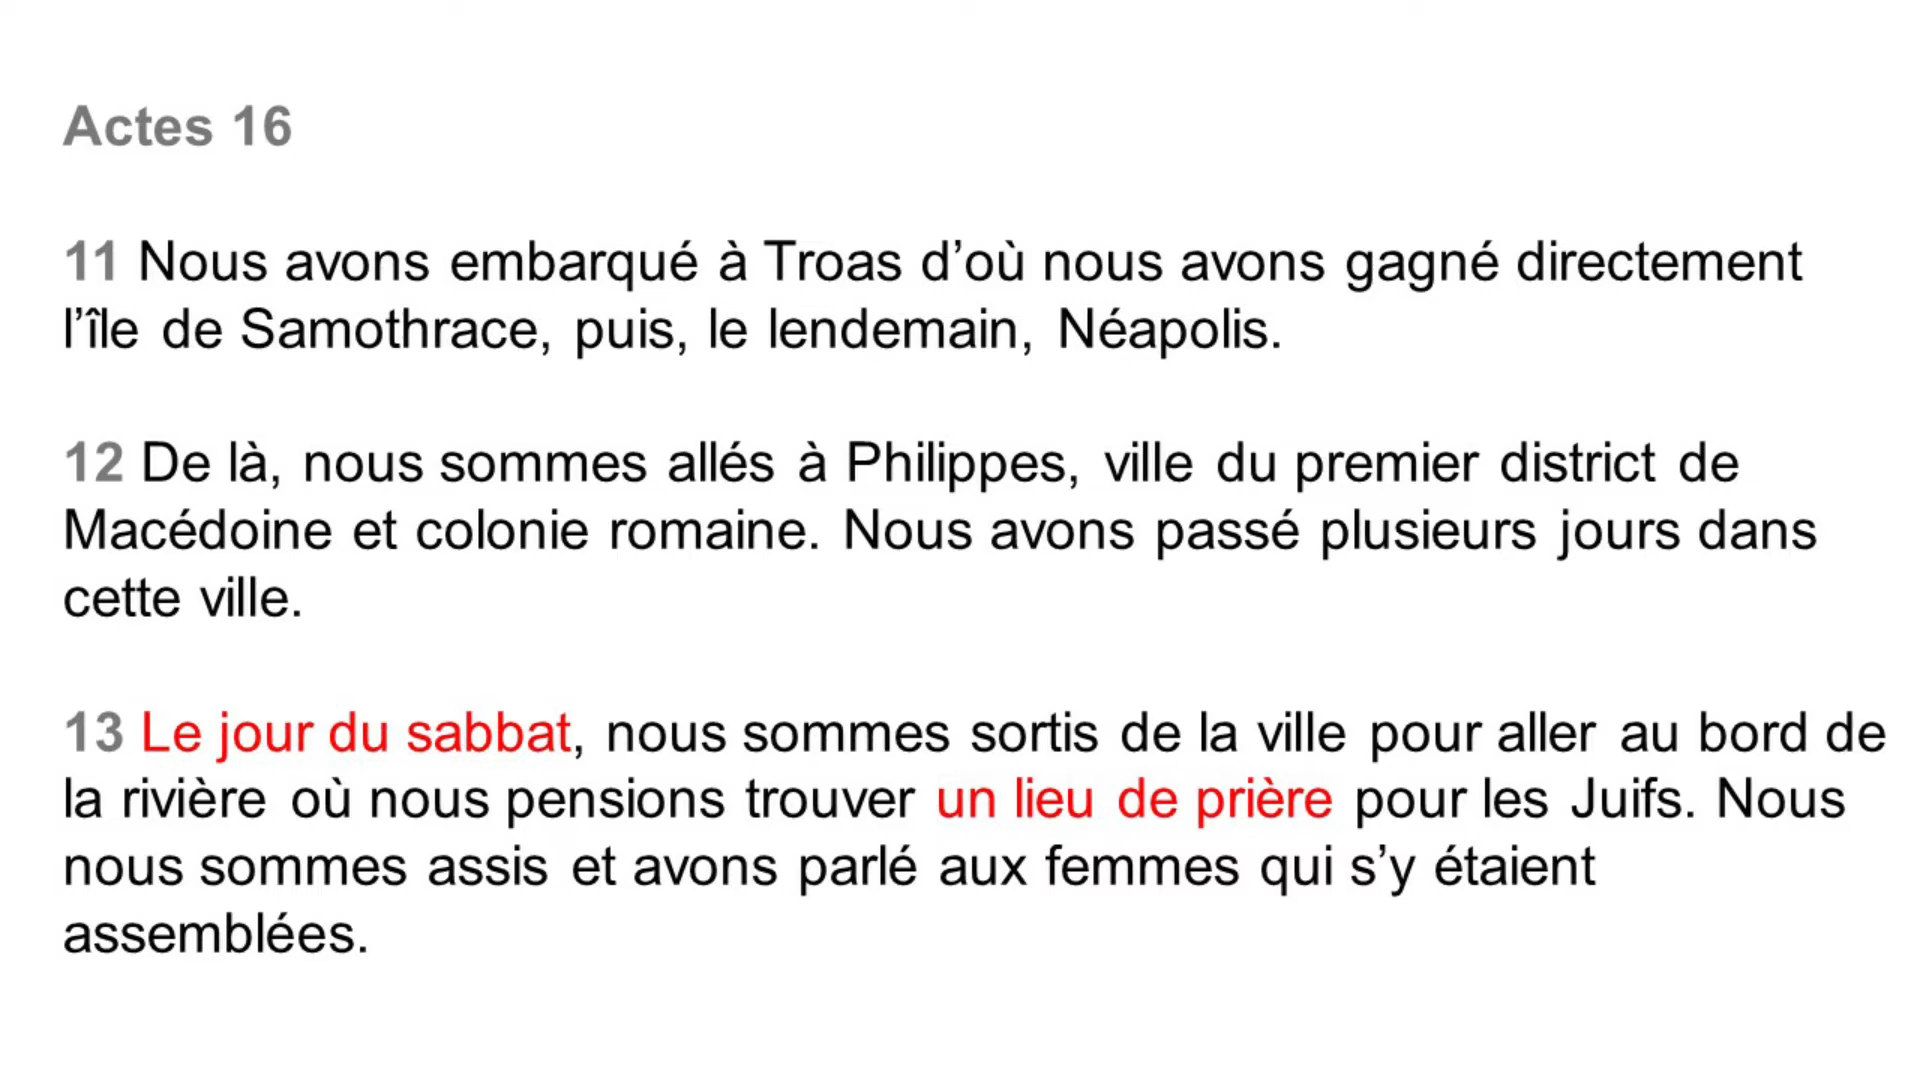 Actes 16
11 Nous avons embarqué à Troas d’où nous avons gagné directement
l’île de Samothrace, puis, le lendemain, Néapolis.
12 De là, nous sommes allés à Philippes, ville du premier district de
Macédoine et colonie romaine. Nous avons passé plusieurs jours dans
cette ville.
13 Le jour du sabbat, nous sommes sortis de la ville pour aller au bord de
la rivière où nous pensions trouver un lieu de prière pour les Juifs. Nous
nous sommes assis et avons parlé aux femmes qui s’y étaient
assemblées.